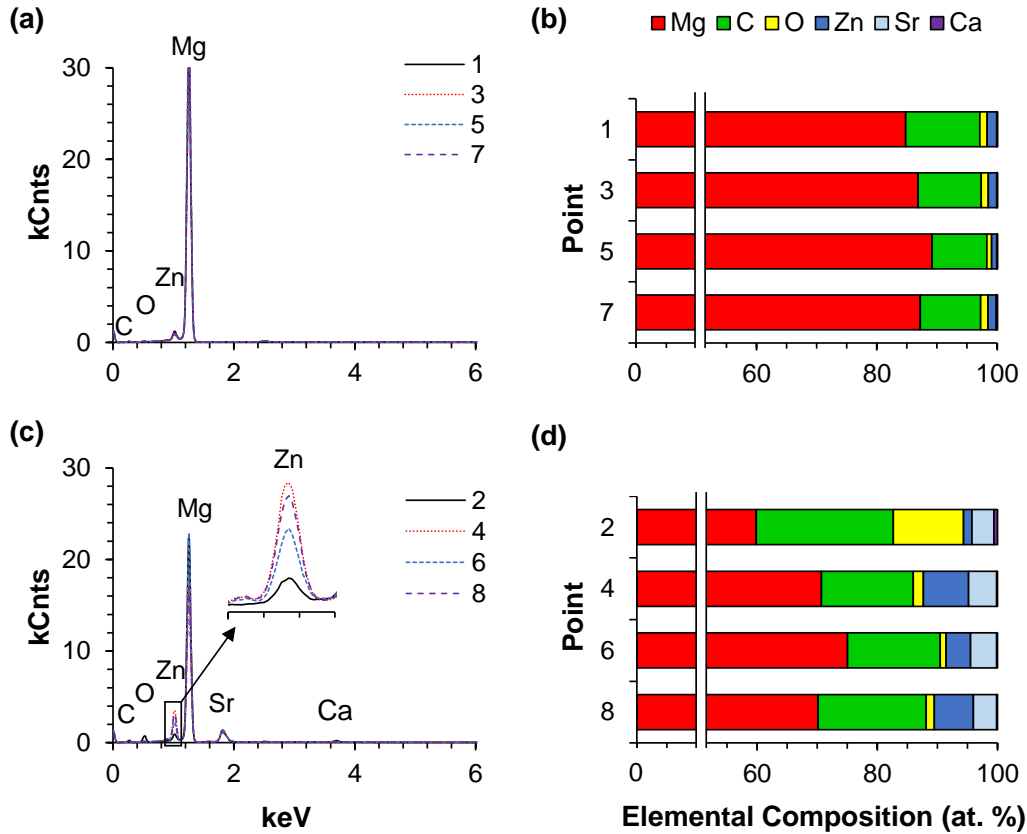 (a)
Mg
30
20
10
0
kCnts
C
O
Zn
1
3
5
7
0
2
4
6
(b)
Mg C O Zn Sr Ca
Point
1
3
5
7
0
60
80
100
(c)
Zn
30
20
10
0
kCnts
Mg
C
O
Zn
Sr
Ca
2
4
6
8
0
2
4
6
keV
(d)
Point
2
4
6
8
0
60
80
100
Elemental Composition (at. %)